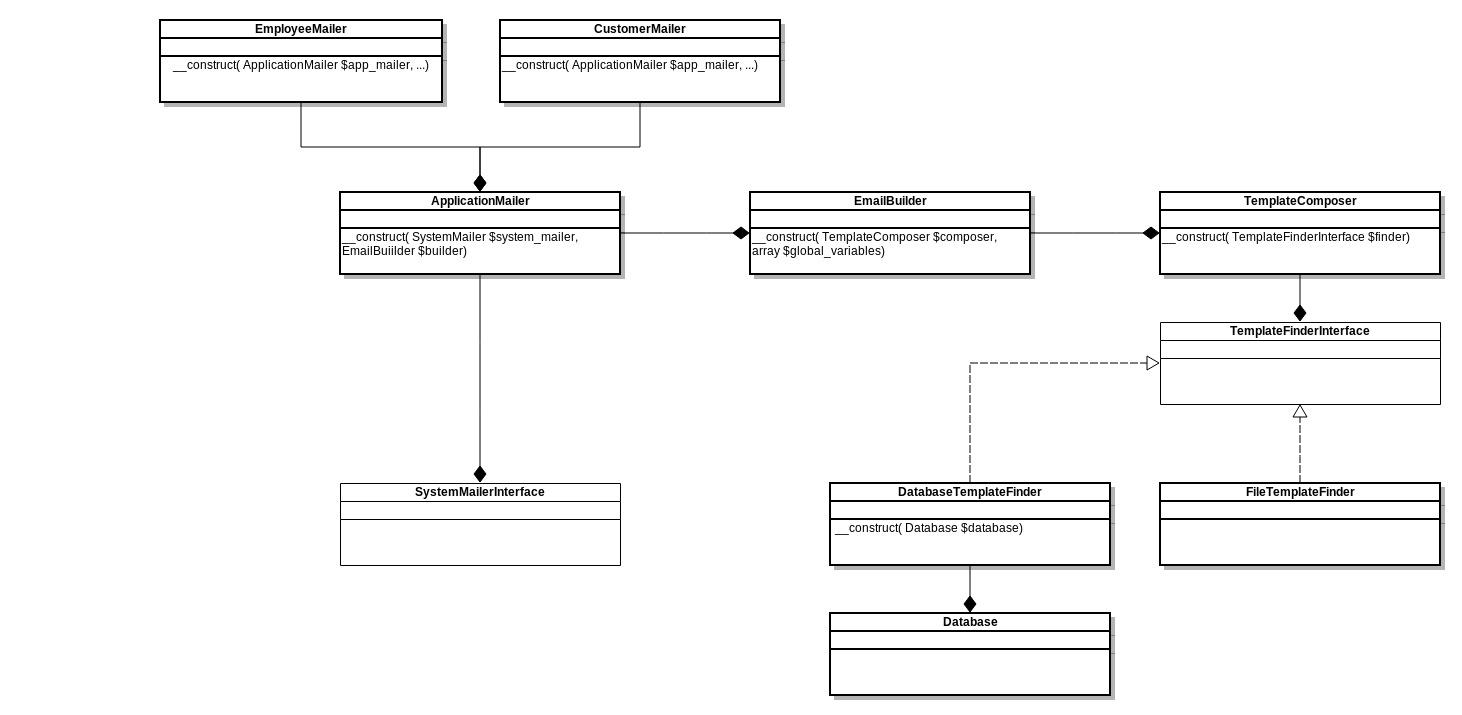 EmployeeMailer
__construct( ApplicationMailer $app_mailer, ...)
CustomerMailer
__construct( ApplicationMailer $app_mailer, ...)
ApplicationMailer
__construct( SystemMailer $system_mailer,
EmailBuiilder $builder)
EmailBuilder
__construct( TemplateComposer $composer,
array $global_variables)
TemplateComposer
__construct( TemplateFinderInterface $finder)
TemplateFinderInterface
SystemMailerInterface
DatabaseTemplateFinder
__construct( Database $database)
FileTemplateFinder
Database